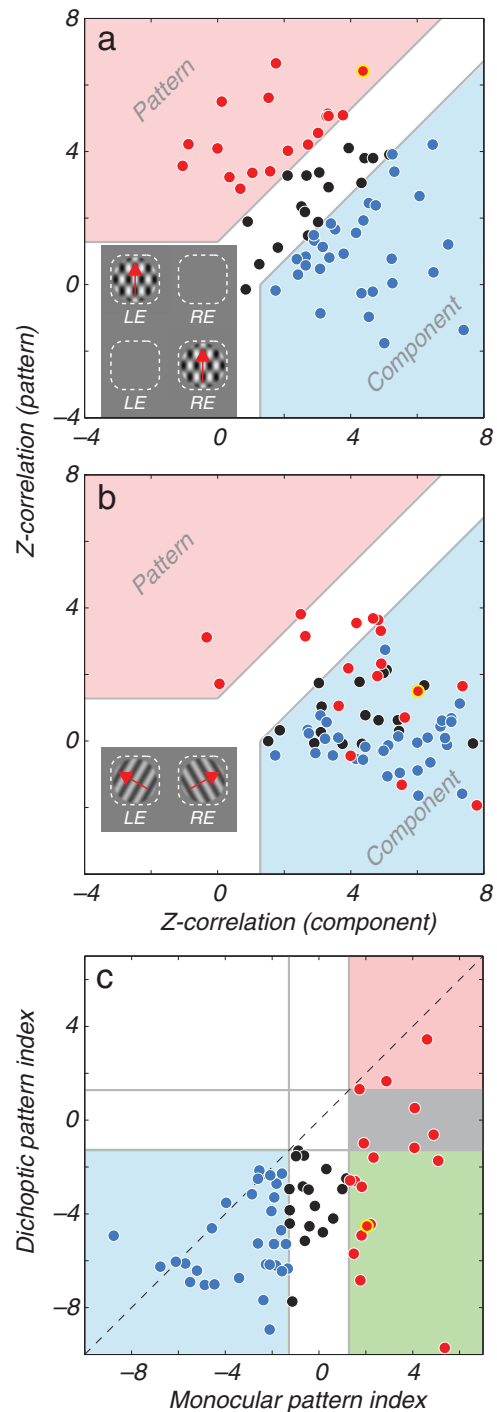 a
8
4
0
−4
−4
0
4
8
Pattern
Component
LE
RE
LE
RE
Z-correlation (pattern)
b
8
4
0
−4
0
4
8
Pattern
Component
LE
RE
Z-correlation (component)
c
4
0
−4
−8
−8
−4
0
4
Dichoptic pattern index
Monocular pattern index